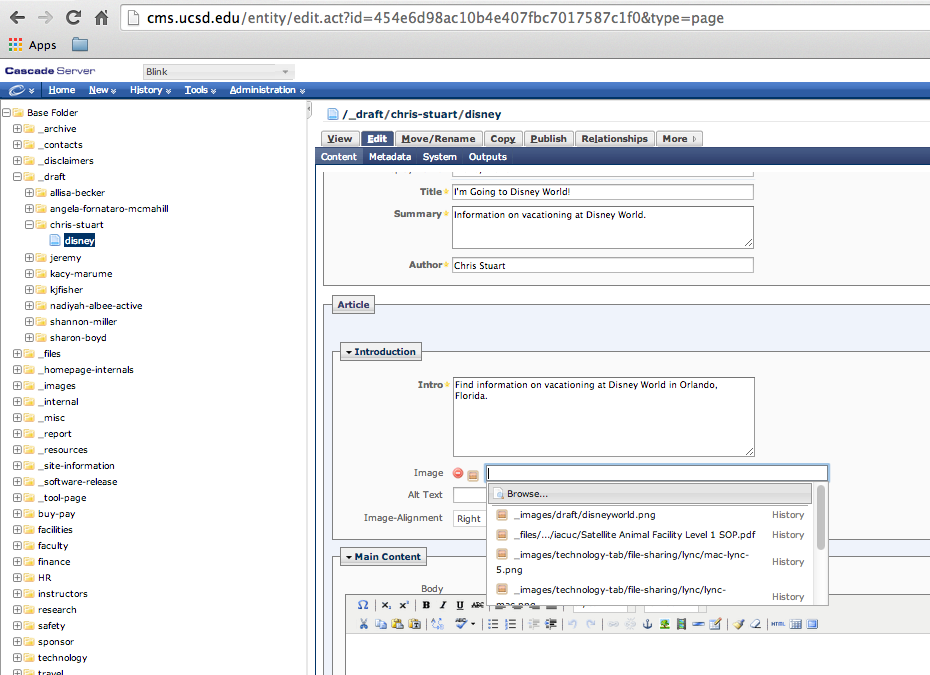 cms.ucsd.edu/entity/edit.act?id=454e6d98ac10b4e407fbc7017587c1f0&type=page
Apps
Cascade Server
Blink
Home New History Tools Administration
Base Folder
_archive
_contacts
_disclaimers
_draft
allisa-becker
angela-fornataro-mcmahill
chris-stuart
disney
jeremy
kacy-marume
kjfisher
nadiyah-albee-active
shannon-miller
sharon-boyd
_files
_homepage-internals
_images
_internal
_misc
_report
_resources
_site-information
_software-release
_tool-page
buy-pay
facilities
faculty
finance
HR
instructors
research
safety
sponsor
technology
travel
/_draft/chris-stuart/disney
View Edit Move/Rename Copy Publish Relationships More
Content Metadata System Outputs
Title I'm Going to Disney World!
Summary Information on vacationing at Disney World.
Author Chris Stuart
Article
Introduction
Intro Find information on vacationing at Disney World in Orlando,
Florida.
Image
Browse...
Alt Text
_images/draft/disneyworld.png History
Image-Alignment Right
_files/.../iacuc/Satellite Animal Facility Level 1 SOP.pdf History
_images/technology-tab/file-sharing/lync/mac-lync-
5.png History
_images/technology-tab/file-sharing/lync/lync-
mac.png History
Main Content
Body
Ω X₂ X² B I U ABC
HTML